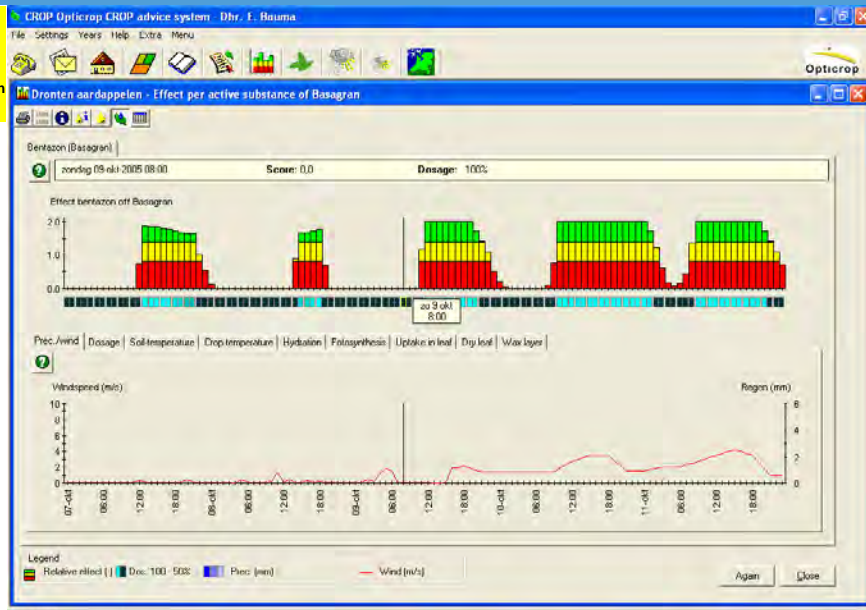 CROP Opticrop CROP advice system - Dhr. E. Bouma
File Settings Years Help Extra Menu
Opticrop
Dronten aardappelen - Effect per active substance of Basagran
Bentazon (Basagran)
zondag 09-okt-2005 08:00 Score: 0,0 Dosage: 100%
Effect bentazon off Basagran
2.0
1.0
0.0
zo 9 okt
8:00
Prec./wind Dosage Soil-temperature Crop temperature Hydration Fotosynthesis Uptake in leaf Dry leaf Wax layer
Windspeed (m/s) Regen (mm)
10 6
8
6 4
4
2 2
0 0
07-okt 06:00 12:00 18:00 08-okt 06:00 12:00 18:00 09-okt 06:00 12:00 18:00 10-okt 06:00 12:00 18:00 11-okt 06:00 12:00 18:00
Legend
Relative effect [-] Dos. 100 - 50% Prec. (mm) Wind (m/s)
Again Close